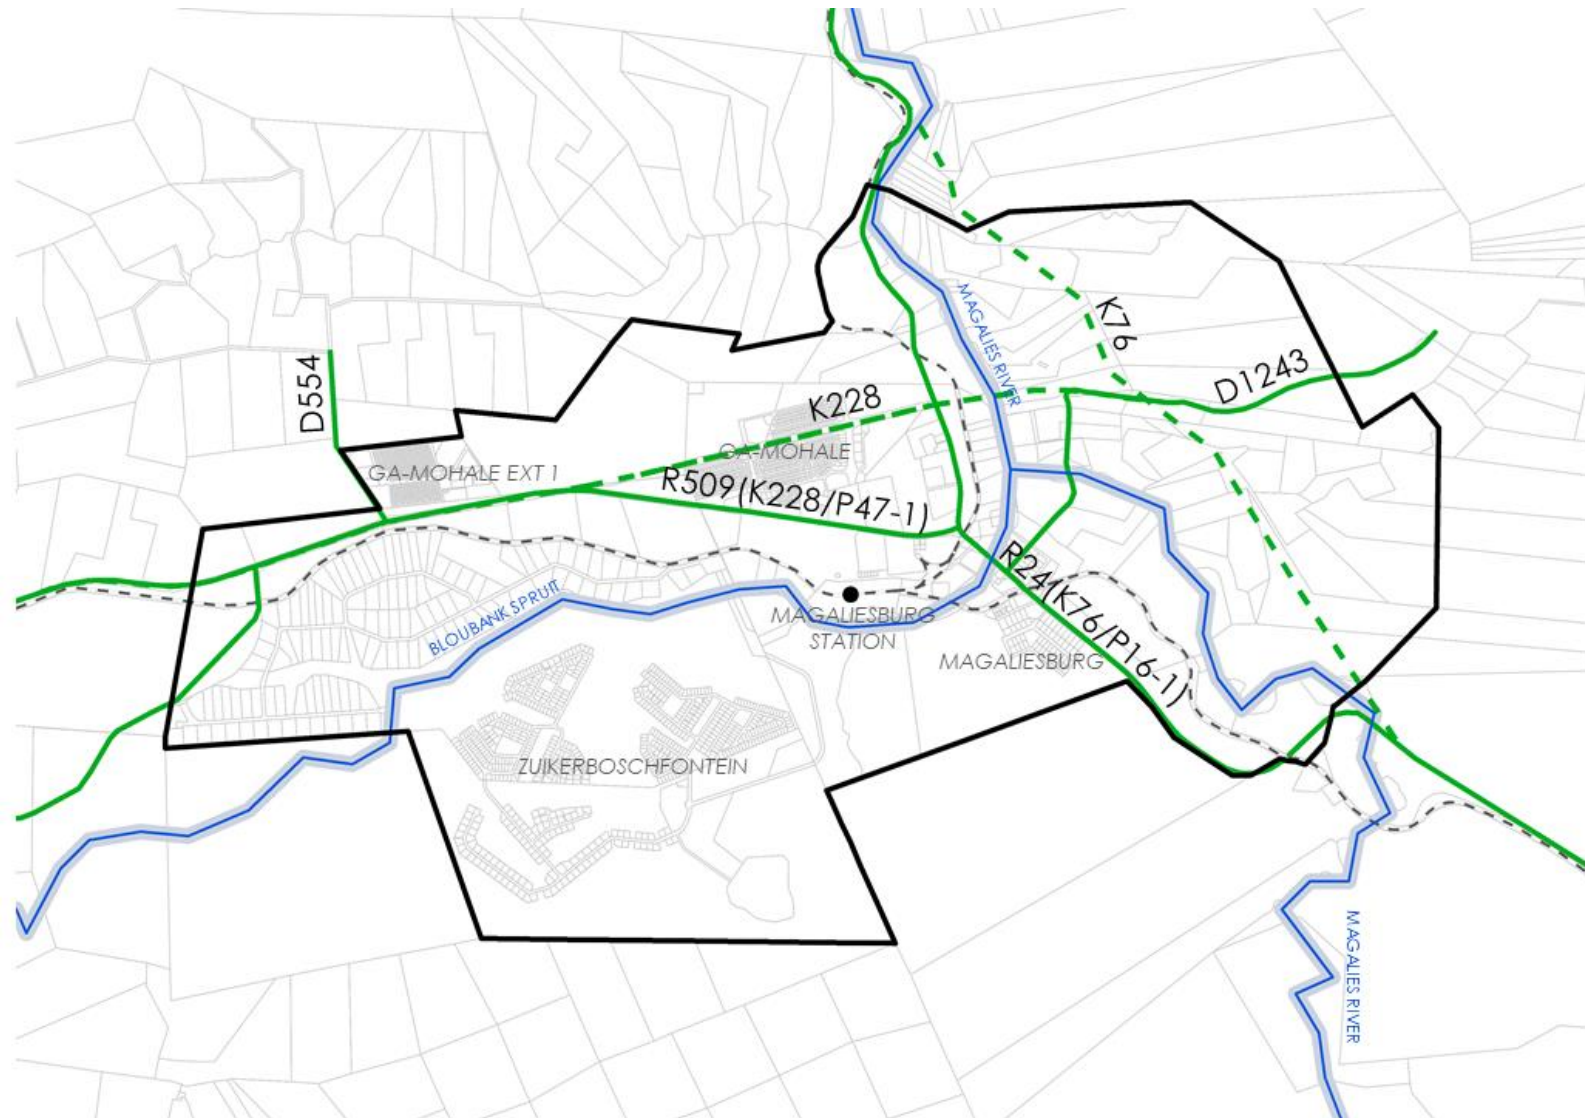 MAGALIES RIVER
K76
D1243
D554
K228
GA-MOHALE
GA-MOHALE EXT 1
R509(K228/P47-1)
R24(K76/P16-1)
BLOUBANK SPRUIT
MAGALIESBURG
STATION
MAGALIESBURG
ZUIKERBOSCHFONTEIN
MAGALIES RIVER